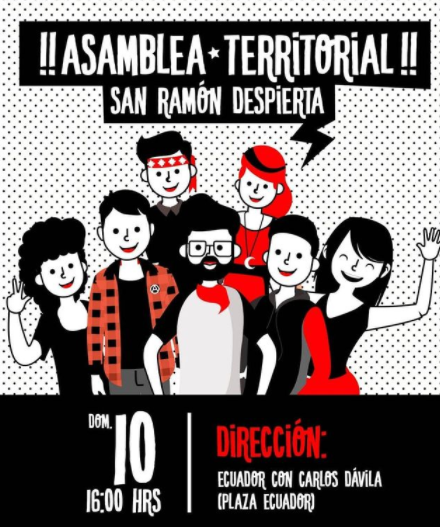 !! ASAMBLEA ★ TERRITORIAL !!
SAN RAMÓN DESPIERTA
DOM. 10
16:00 HRS
DIRECCIÓN:
ECUADOR CON CARLOS DÁVILA
(PLAZA ECUADOR)